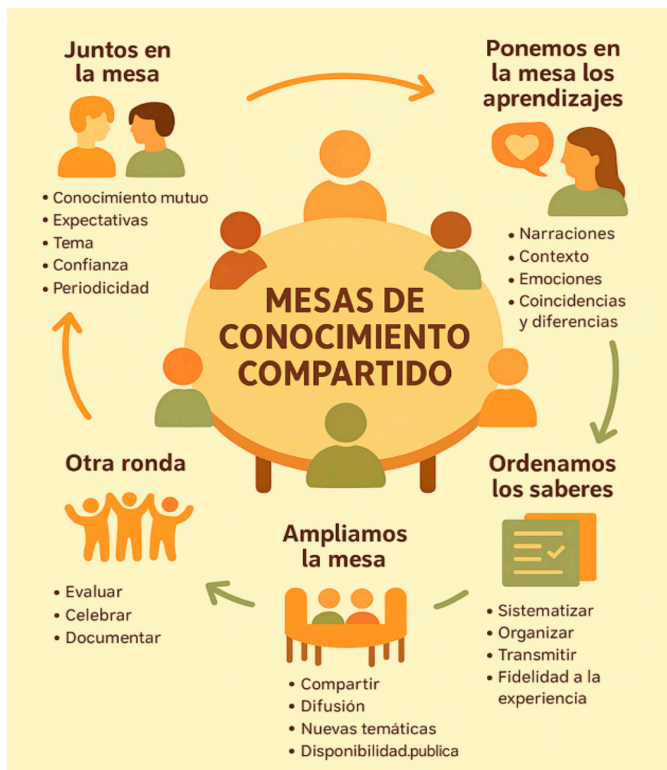 Juntos en
la mesa
• Conocimiento mutuo
• Expectativas
• Tema
• Confianza
• Periodicidad
Ponemos en
la mesa los
aprendizajes
• Narraciones
• Contexto
• Emociones
• Coincidencias
y diferencias
MESAS DE
CONOCIMIENTO
COMPARTIDO
Ordenamos
los saberes
• Sistematizar
• Organizar
• Transmitir
• Fidelidad a la
experiencia
Ampliamos
la mesa
• Compartir
• Difusión
• Nuevas temáticas
• Disponibilidad.publica
Otra ronda
• Evaluar
• Celebrar
• Documentar